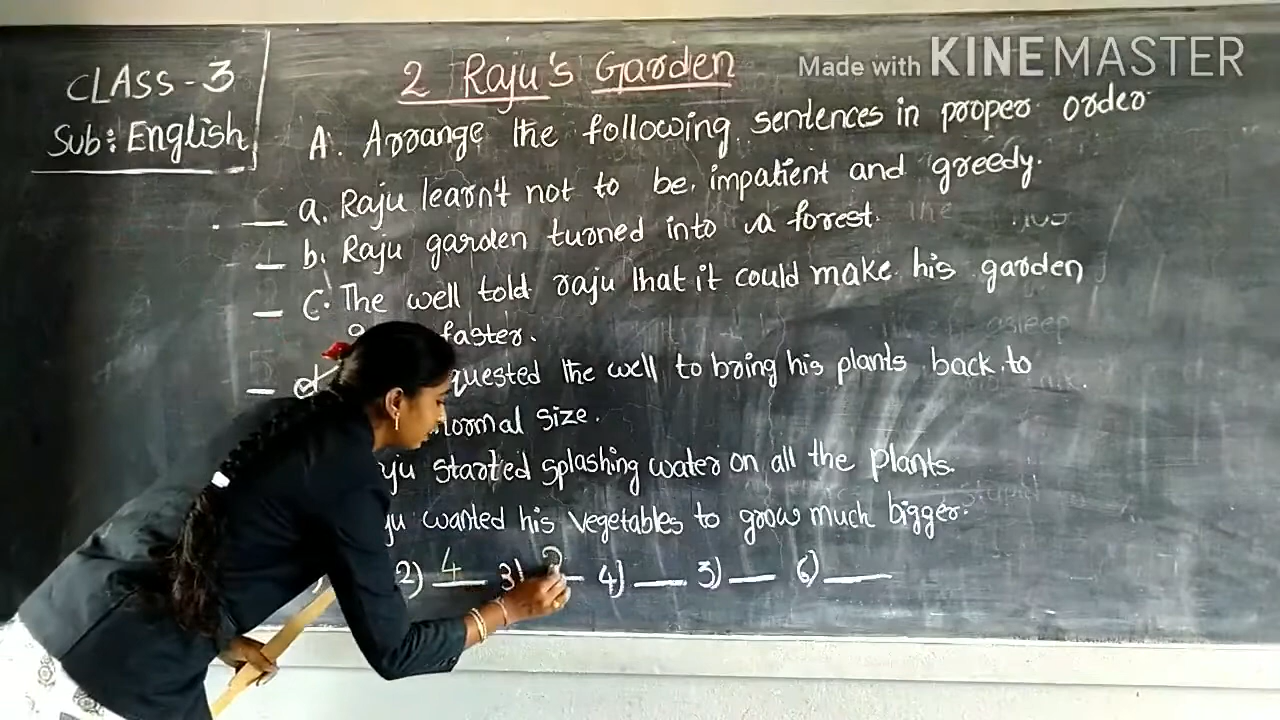 Made with KINEMASTER
CLASS - 3
Sub: English
2 Raju's Garden
A. Arrange the following sentences in proper order
a. Raju learnt not to be impatient and greedy.
b. Raju garden turned into a forest.
c. The well told raju that it could make his garden
faster.
d the well to bring his plants back to
size.
started splashing water on all the plants.
wanted his vegetables to grow much bigger.
2) 4 3) 4) 5) 6)